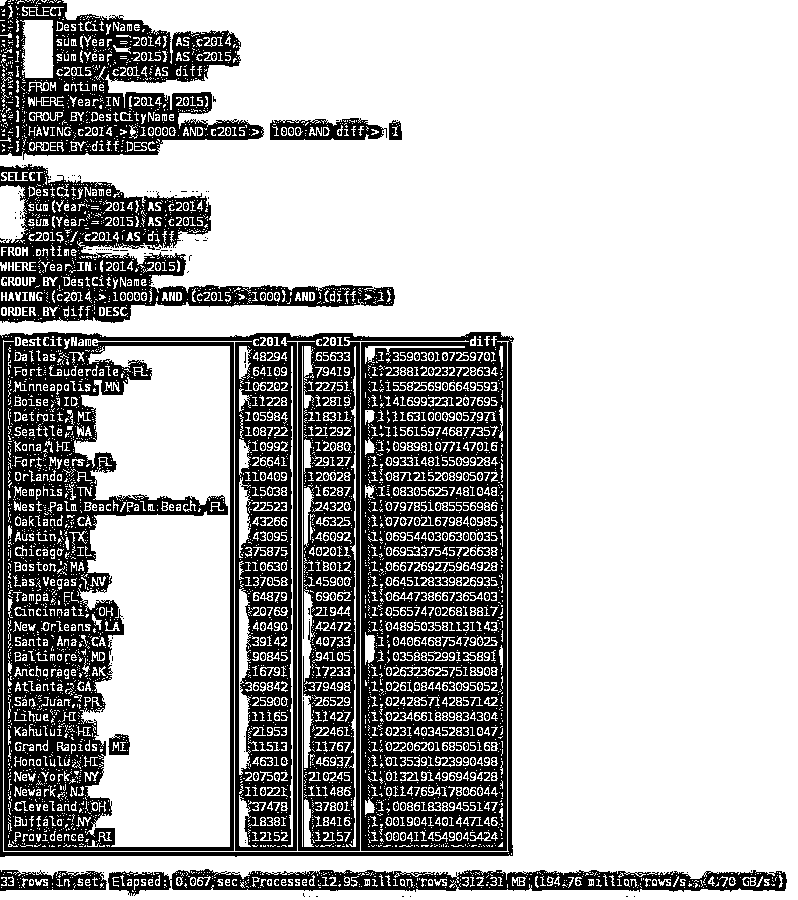 :-] SELECT
:-]     DestCityName,
:-]     sum(Year = 2014) AS c2014,
:-]     sum(Year = 2015) AS c2015,
:-]     c2015 / c2014 AS diff
:-] FROM ontime
:-] WHERE Year IN (2014, 2015)
:-] GROUP BY DestCityName
:-] HAVING c2014 > 10000 AND c2015 > 1000 AND diff > 1
:-] ORDER BY diff DESC
SELECT
    DestCityName,
    sum(Year = 2014) AS c2014,
    sum(Year = 2015) AS c2015,
    c2015 / c2014 AS diff
FROM ontime
WHERE Year IN (2014, 2015)
GROUP BY DestCityName
HAVING (c2014 > 10000) AND (c2015 > 1000) AND (diff > 1)
ORDER BY diff DESC
DestCityName c2014 c2015 diff
Dallas, TX 48294 65633 1.359030107259701
Fort Lauderdale, FL 64109 79419 1.2388120232728634
Minneapolis, MN 106202 122751 1.1558256906649593
Boise, ID 11228 12819 1.1416993231207695
Detroit, MI 105984 118311 1.116310009057971
Seattle, WA 108722 121292 1.1156159746877357
Kona, HI 10992 12080 1.098981077147016
Fort Myers, FL 26641 29127 1.0933148155099284
Orlando, FL 110409 120028 1.0871215208905072
Memphis, TN 15038 16287 1.083056257481048
West Palm Beach/Palm Beach, FL 22523 24320 1.0797851085556986
Oakland, CA 43266 46325 1.0707021679840985
Austin, TX 43095 46092 1.0695440306300035
Chicago, IL 375875 402011 1.0695337545726638
Boston, MA 110630 118012 1.0667269275964928
Las Vegas, NV 137058 145900 1.0645128339826935
Tampa, FL 64879 69062 1.0644738667365403
Cincinnati, OH 20769 21944 1.0565747026818817
New Orleans, LA 40490 42472 1.0489503581131143
Santa Ana, CA 39142 40733 1.040646875479025
Baltimore, MD 90845 94105 1.035885299135891
Anchorage, AK 16791 17233 1.0263236257518908
Atlanta, GA 369842 379498 1.0261084463095052
San Juan, PR 25900 26529 1.0242857142857142
Lihue, HI 11165 11427 1.0234661889834304
Kahului, HI 21953 22461 1.0231403452831047
Grand Rapids, MI 11513 11767 1.0220620168505168
Honolulu, HI 46310 46937 1.0135391923990498
New York, NY 207502 210245 1.0132191496949428
Newark, NJ 110221 111486 1.0114769417806044
Cleveland, OH 37478 37801 1.008618389455147
Buffalo, NY 18381 18416 1.0019041401447146
Providence, RI 12152 12157 1.0004114549045424
33 rows in set. Elapsed: 0.067 sec. Processed 12.95 million rows, 312.31 MB (194.76 million rows/s., 4.70 GB/s.)